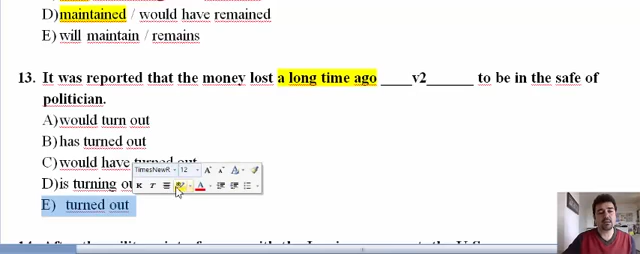 D) maintained / would have remained
E) will maintain / remains
13. It was reported that the money lost a long time ago ____v2______ to be in the safe of
politician.
A) would turn out
B) has turned out
C) would have turned out
D) is turning
TimesNewR 12
K T A
E) turned out